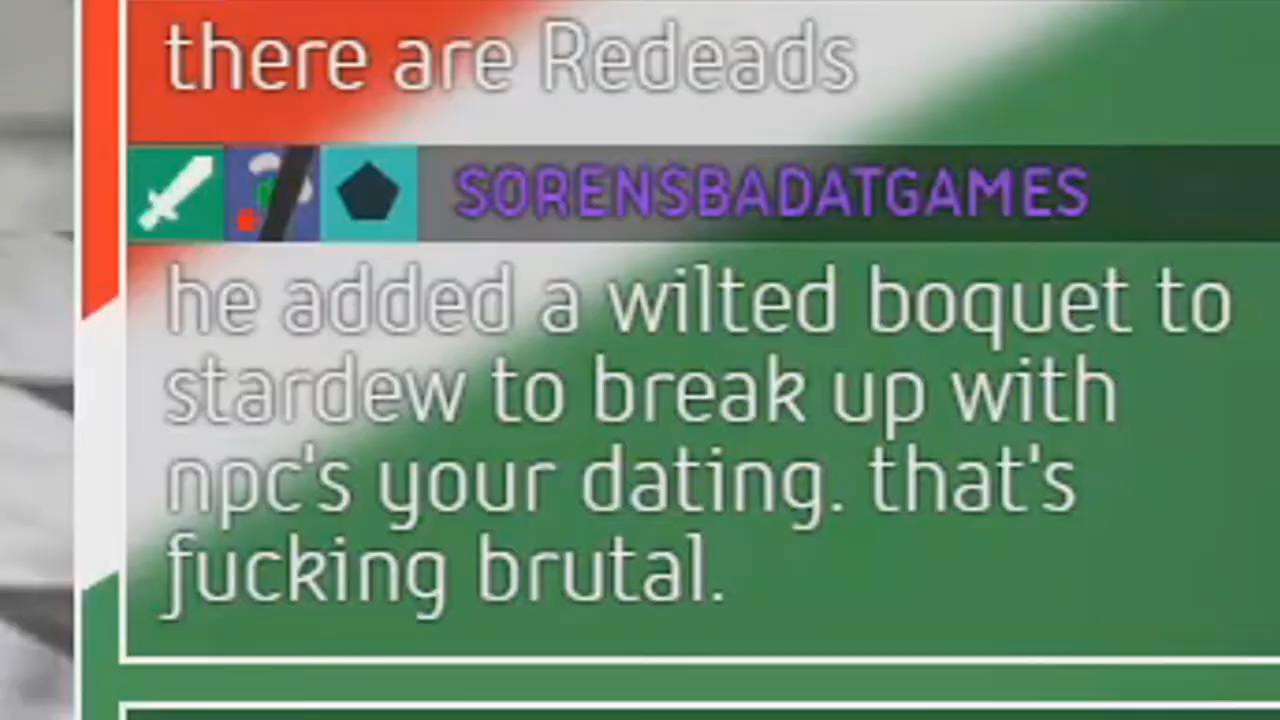 there are Redeads
SORENSBADATGAMES
he added a wilted boquet to
stardew to break up with
npc's your dating. that's
fucking brutal.